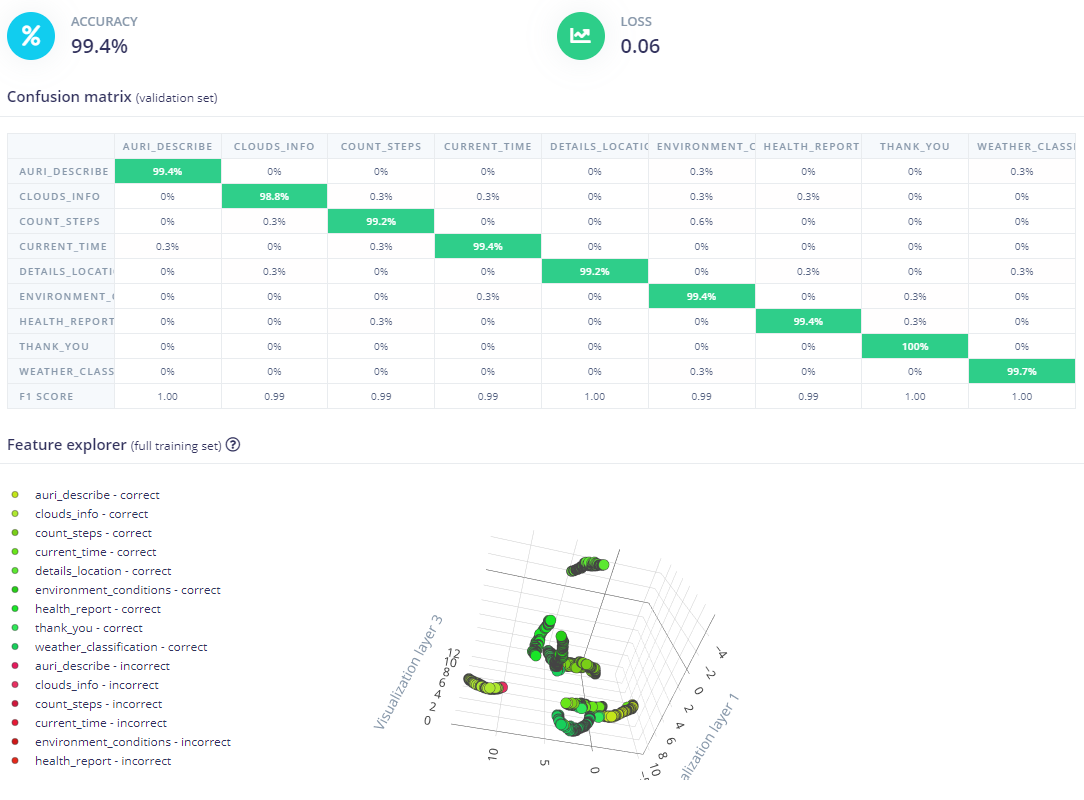 ACCURACY
99.4%
LOSS
0.06
Confusion matrix (validation set)
AURI_DESCRIBE CLOUDS_INFO COUNT_STEPS CURRENT_TIME DETAILS_LOCATIO ENVIRONMENT_C HEALTH_REPORT THANK_YOU WEATHER_CLASSI
AURI_DESCRIBE 99.4% 0% 0% 0% 0% 0.3% 0% 0% 0.3%
CLOUDS_INFO 0% 98.8% 0.3% 0.3% 0% 0.3% 0.3% 0% 0%
COUNT_STEPS 0% 0.3% 99.2% 0% 0% 0.6% 0% 0% 0%
CURRENT_TIME 0.3% 0% 0.3% 99.4% 0% 0% 0% 0% 0%
DETAILS_LOCATI 0% 0.3% 0% 0% 99.2% 0% 0.3% 0% 0.3%
ENVIRONMENT_ 0% 0% 0% 0.3% 0% 99.4% 0% 0.3% 0%
HEALTH_REPORT 0% 0% 0.3% 0% 0% 0% 99.4% 0.3% 0%
THANK_YOU 0% 0% 0% 0% 0% 0% 0% 100% 0%
WEATHER_CLASS 0% 0% 0% 0% 0% 0.3% 0% 0% 99.7%
F1 SCORE 1.00 0.99 0.99 0.99 1.00 0.99 0.99 1.00 1.00
Feature explorer (full training set) ?
auri_describe - correct
clouds_info - correct
count_steps - correct
current_time - correct
details_location - correct
environment_conditions - correct
health_report - correct
thank_you - correct
weather_classification - correct
auri_describe - incorrect
clouds_info - incorrect
count_steps - incorrect
current_time - incorrect
environment_conditions - incorrect
health_report - incorrect
Visualization layer 3
12
10
8
6
4
2
0
10
5
0
−4
−2
0
2
4
6
8
10
alization layer 1